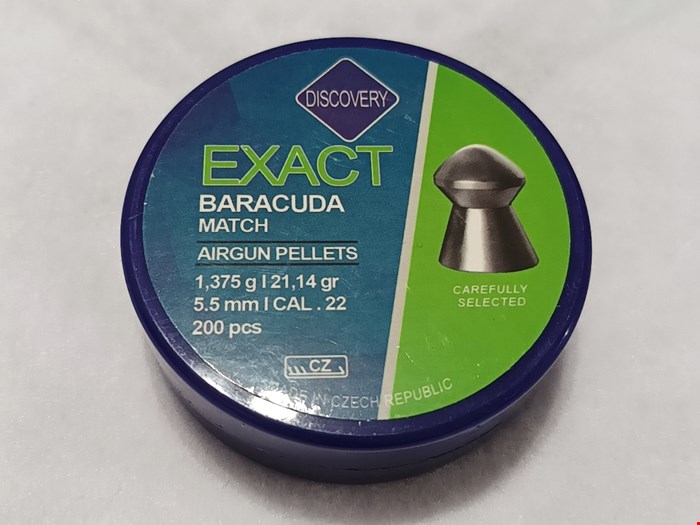 DISCOVERY
EXACT
BARACUDA
MATCH
AIRGUN PELLETS
1,375 g I 21,14 gr
5.5 mm I CAL . 22
200 pcs
CAREFULLY
SELECTED
CZ
IN CZECH REPUBLIC